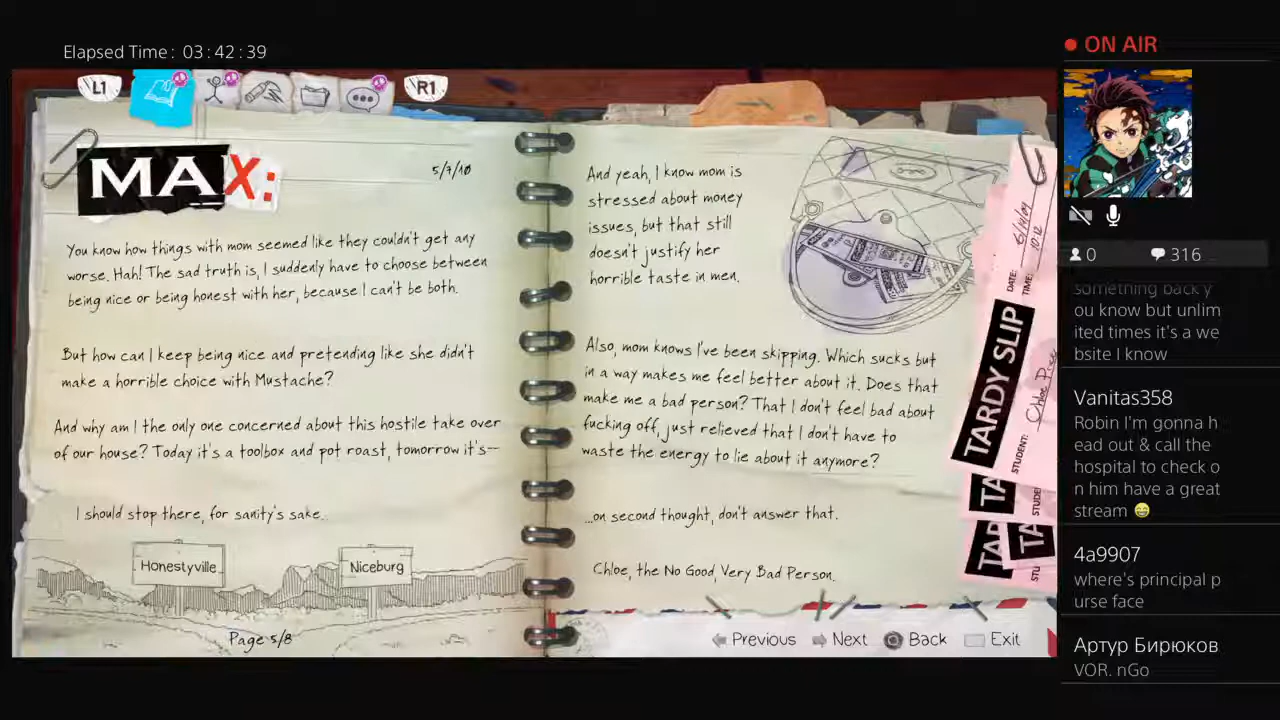 Elapsed Time: 03:42:39
L1
R1
MAX:
5/7/10
You know how things with mom seemed like they couldn't get any
worse. Hah! The sad truth is, I suddenly have to choose between
being nice or being honest with her, because I can't be both.
But how can I keep being nice and pretending like she didn't
make a horrible choice with Mustache?
And why am I the only one concerned about this hostile take over
of our house? Today it's a toolbox and pot roast, tomorrow it's—
I should stop there, for sanity's sake.
Honestyville
Niceburg
Page 5/8
And yeah, I know mom is
stressed about money
issues, but that still
doesn't justify her
horrible taste in men.
Also, mom knows I've been skipping. Which sucks but
in a way makes me feel better about it. Does that
make me a bad person? That I don't feel bad about
fucking off, just relieved that I don't have to
waste the energy to lie about it anymore?
...on second thought, don't answer that.
Chloe, the No Good, Very Bad Person.
TARDY SLIP
DATE:
TIME: 10:12
STUDENT: Chloe
TA
STUDE
TAR
TA
STU
Previous
Next
Back
Exit
ON AIR
0
316
something back y
ou know but unlim
ited times it's a we
bsite I know
Vanitas358
Robin I'm gonna h
ead out & call the
hospital to check o
n him have a great
stream 😄
4a9907
where's principal p
urse face
Артур Бирюков
VOR. nGo